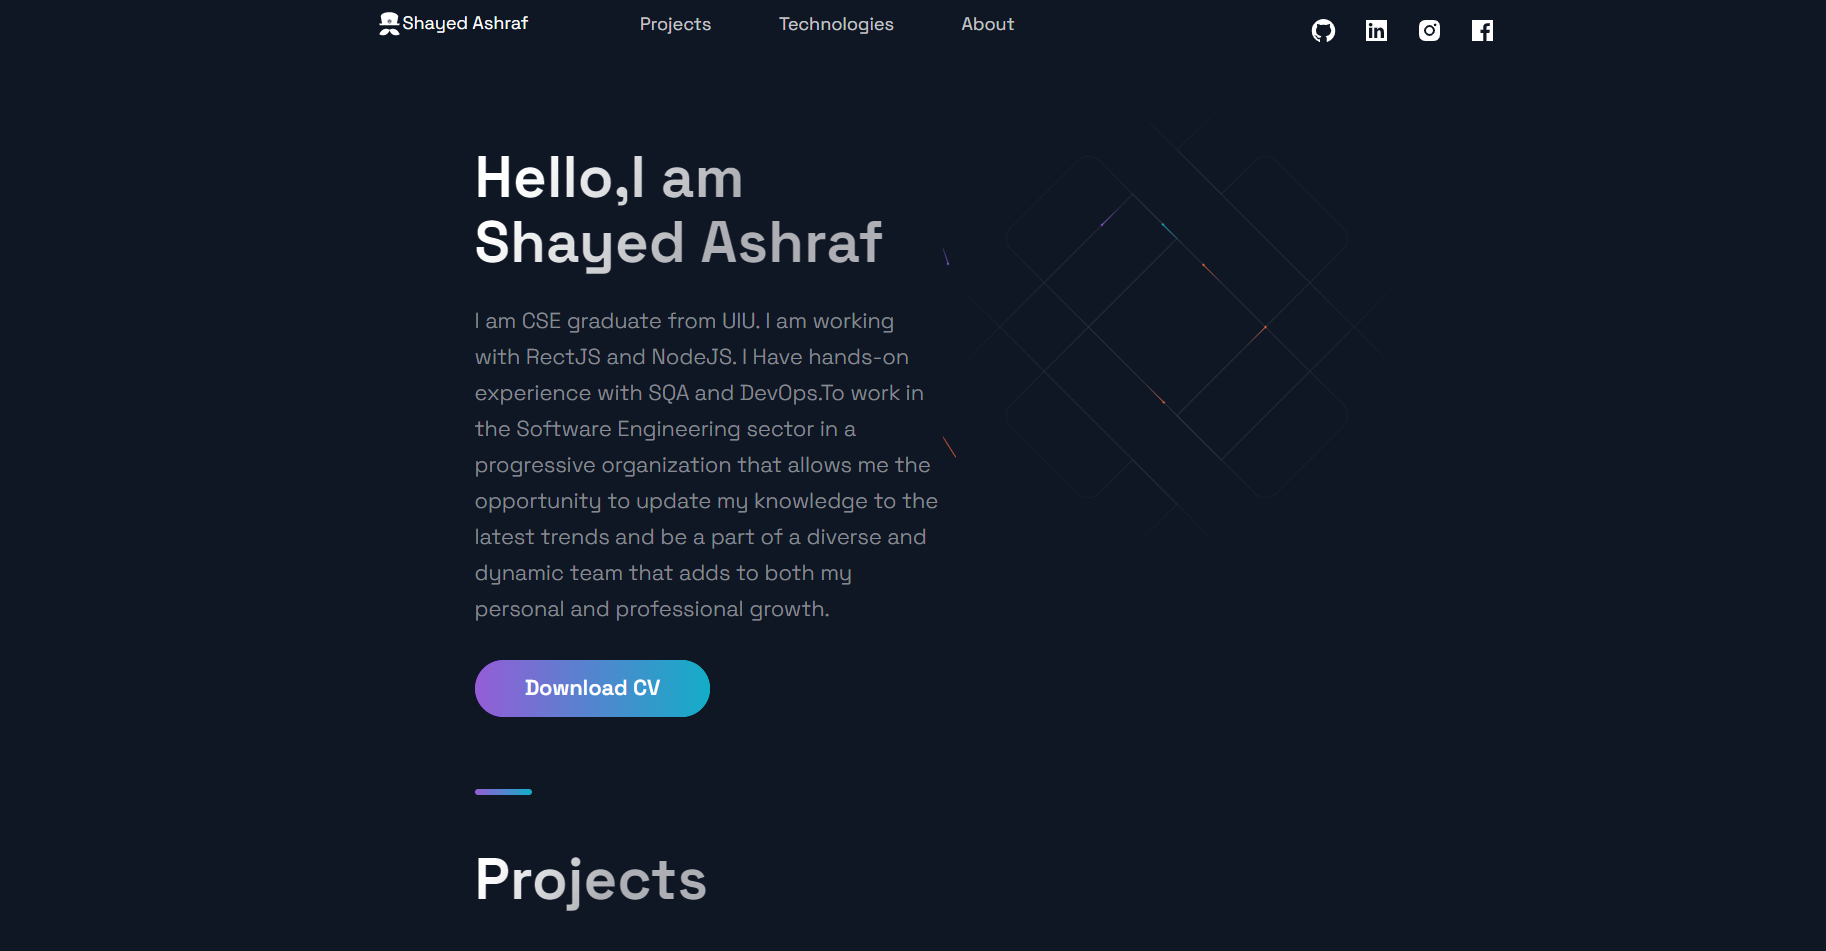 Shayed Ashraf
Projects
Technologies
About
Hello,I am
Shayed Ashraf
I am CSE graduate from UIU. I am working
with RectJS and NodeJS. I Have hands-on
experience with SQA and DevOps.To work in
the Software Engineering sector in a
progressive organization that allows me the
opportunity to update my knowledge to the
latest trends and be a part of a diverse and
dynamic team that adds to both my
personal and professional growth.
Download CV
Projects